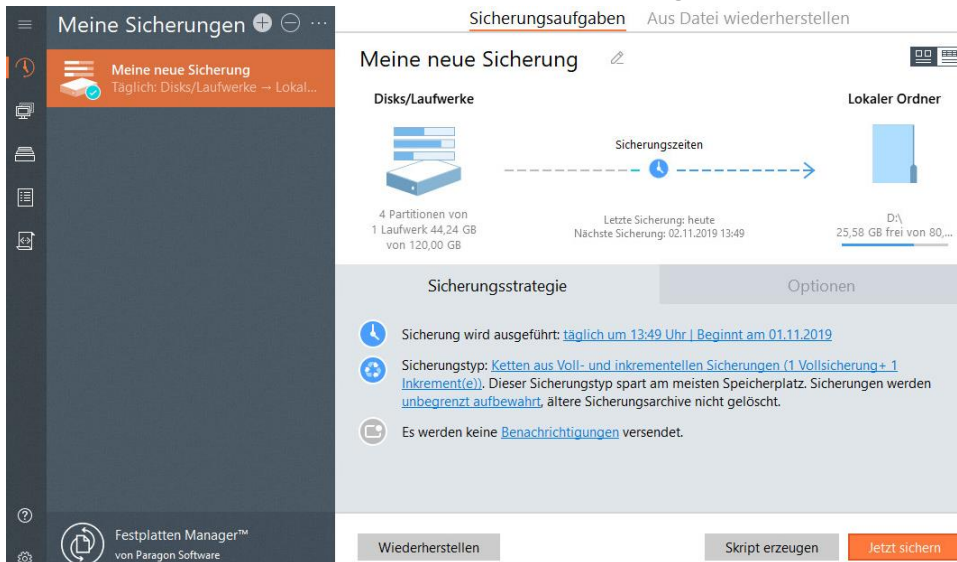 Meine Sicherungen
Meine neue Sicherung
Täglich: Disks/Laufwerke → Lokal...
Festplatten Manager™
von Paragon Software
Sicherungsaufgaben Aus Datei wiederherstellen
Meine neue Sicherung
Disks/Laufwerke
4 Partitionen von
1 Laufwerk 44,24 GB
von 120,00 GB
Sicherungszeiten
Letzte Sicherung: heute
Nächste Sicherung: 02.11.2019 13:49
Lokaler Ordner
D:\
25,58 GB frei von 80,...
Sicherungsstrategie Optionen
Sicherung wird ausgeführt: täglich um 13:49 Uhr | Beginnt am 01.11.2019
Sicherungstyp: Ketten aus Voll- und inkrementellen Sicherungen (1 Vollsicherung+ 1
Inkrement(e)). Dieser Sicherungstyp spart am meisten Speicherplatz. Sicherungen werden
unbegrenzt aufbewahrt, ältere Sicherungsarchive nicht gelöscht.
Es werden keine Benachrichtigungen versendet.
Wiederherstellen Skript erzeugen Jetzt sichern